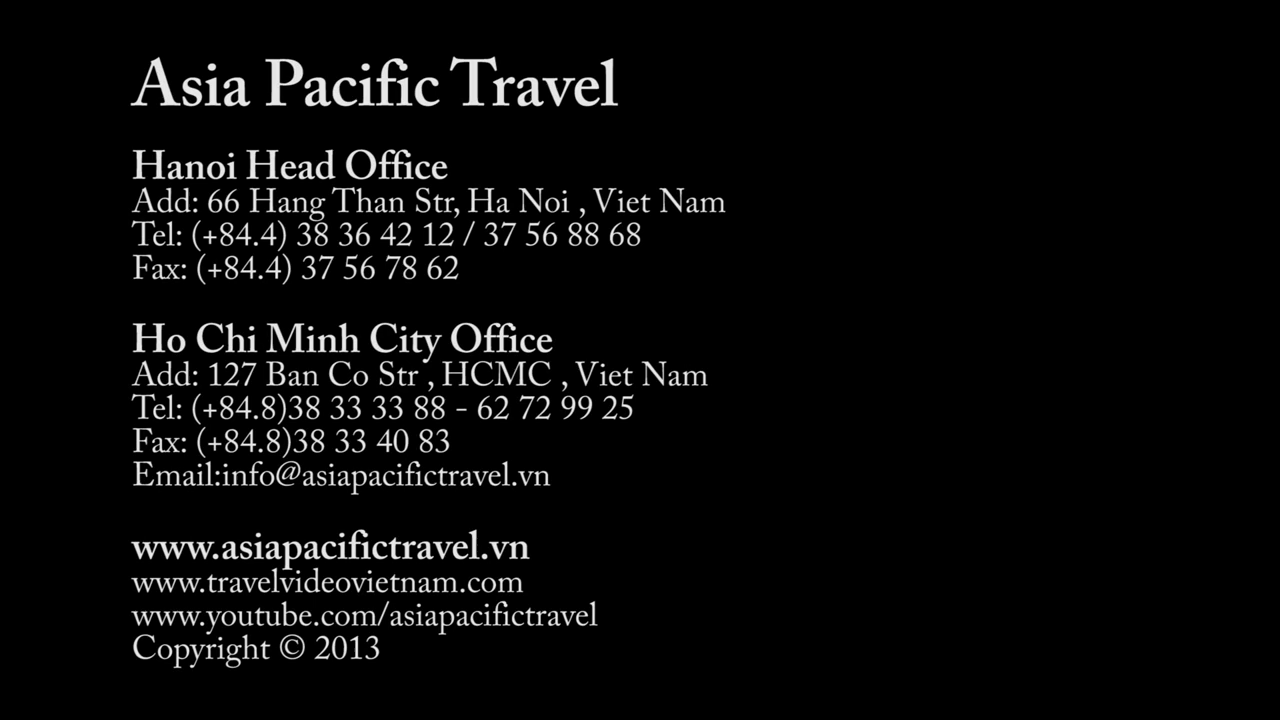 Asia Pacific Travel
Hanoi Head Office
Add: 66 Hang Than Str, Ha Noi , Viet Nam
Tel: (+84.4) 38 36 42 12 / 37 56 88 68
Fax: (+84.4) 37 56 78 62
Ho Chi Minh City Office
Add: 127 Ban Co Str , HCMC , Viet Nam
Tel: (+84.8)38 33 33 88 - 62 72 99 25
Fax: (+84.8)38 33 40 83
Email:info@asiapacifictravel.vn
www.asiapacifictravel.vn
www.travelvideovietnam.com
www.youtube.com/asiapacifictravel
Copyright © 2013